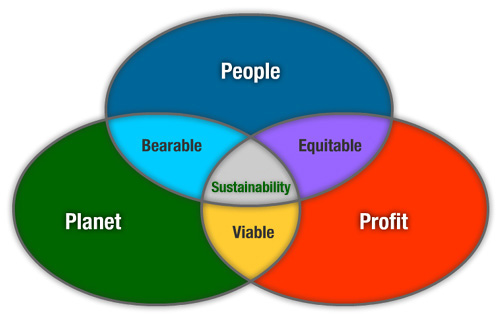 People
Bearable
Equitable
Sustainability
Planet
Profit
Viable